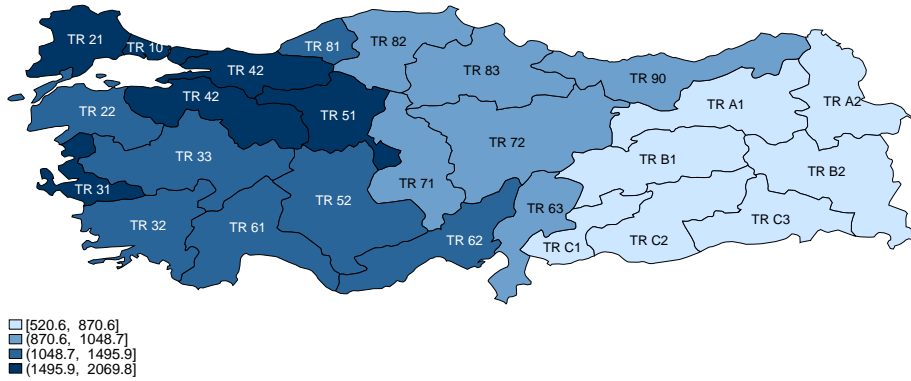 TR 21
TR 10
TR 81
TR 82
TR 42
TR 83
TR 90
TR A1
TR A2
TR 42
TR 22
TR 51
TR 72
TR 33
TR B1
TR B2
TR 31
TR 71
TR 52
TR 63
TR 32
TR 61
TR 62
TR C1
TR C2
TR C3
[520.6, 870.6]
(870.6, 1048.7]
(1048.7, 1495.9]
(1495.9, 2069.8]